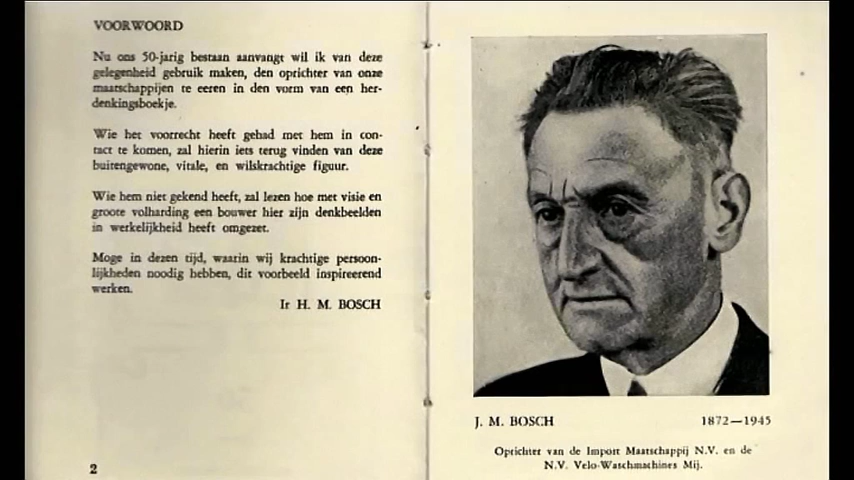 VOORWOORD
Nu ons 50-jarig bestaan aanvangt wil ik van deze
gelegenheid gebruik maken, den oprichter van onze
maatschappijen te eeren in den vorm van een her-
denkingsboekje.
Wie het voorrecht heeft gehad met hem in con-
tact te komen, zal hierin iets terug vinden van deze
buitengewone, vitale, en wilskrachtige figuur.
Wie hem niet gekend heeft, zal lezen hoe met visie en
groote volharding een bouwer hier zijn denkbeelden
in werkelijkheid heeft omgezet.
Moge in dezen tijd, waarin wij krachtige persoon-
lijkheden noodig hebben, dit voorbeeld inspireerend
werken.
Ir H. M. BOSCH
2
J. M. BOSCH 1872—1945
Oprichter van de Import Maatschappij N.V. en de
N.V. Velo-Waschmachines Mij.